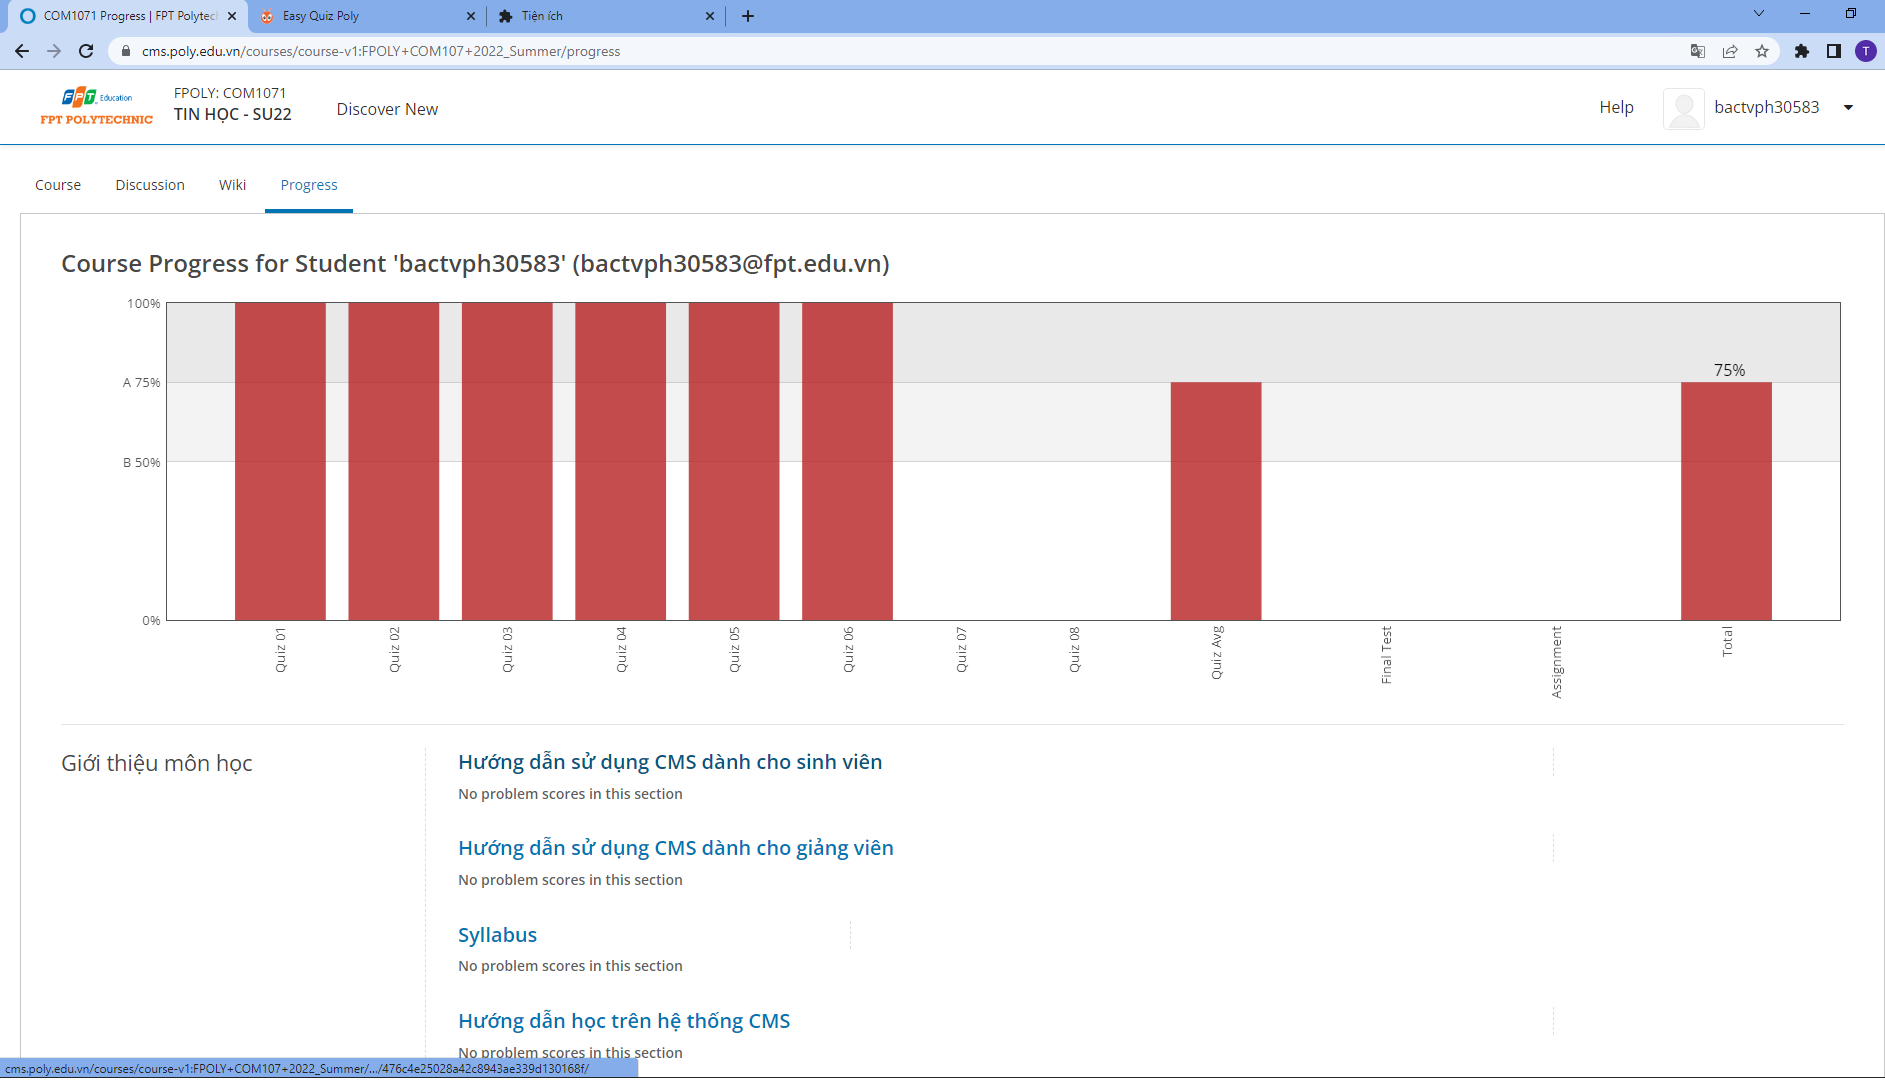 COM1071 Progress | FPT Polytec
Easy Quiz Poly
Tiện ích
cms.poly.edu.vn/courses/course-v1:FPOLY+COM107+2022_Summer/progress
T
FPT Education
FPT POLYTECHNIC
FPOLY: COM1071
TIN HỌC - SU22
Discover New
Help
bactvph30583
Course
Discussion
Wiki
Progress
Course Progress for Student 'bactvph30583' (bactvph30583@fpt.edu.vn)
100%
A 75%
B 50%
0%
75%
Quiz 01
Quiz 02
Quiz 03
Quiz 04
Quiz 05
Quiz 06
Quiz 07
Quiz 08
Quiz Avg
Final Test
Assignment
Total
Giới thiệu môn học
Hướng dẫn sử dụng CMS dành cho sinh viên
No problem scores in this section
Hướng dẫn sử dụng CMS dành cho giảng viên
No problem scores in this section
Syllabus
No problem scores in this section
Hướng dẫn học trên hệ thống CMS
No problem scores in this section
cms.poly.edu.vn/courses/course-v1:FPOLY+COM107+2022_Summer/.../476c4e25028a42c8943ae339d130168f/